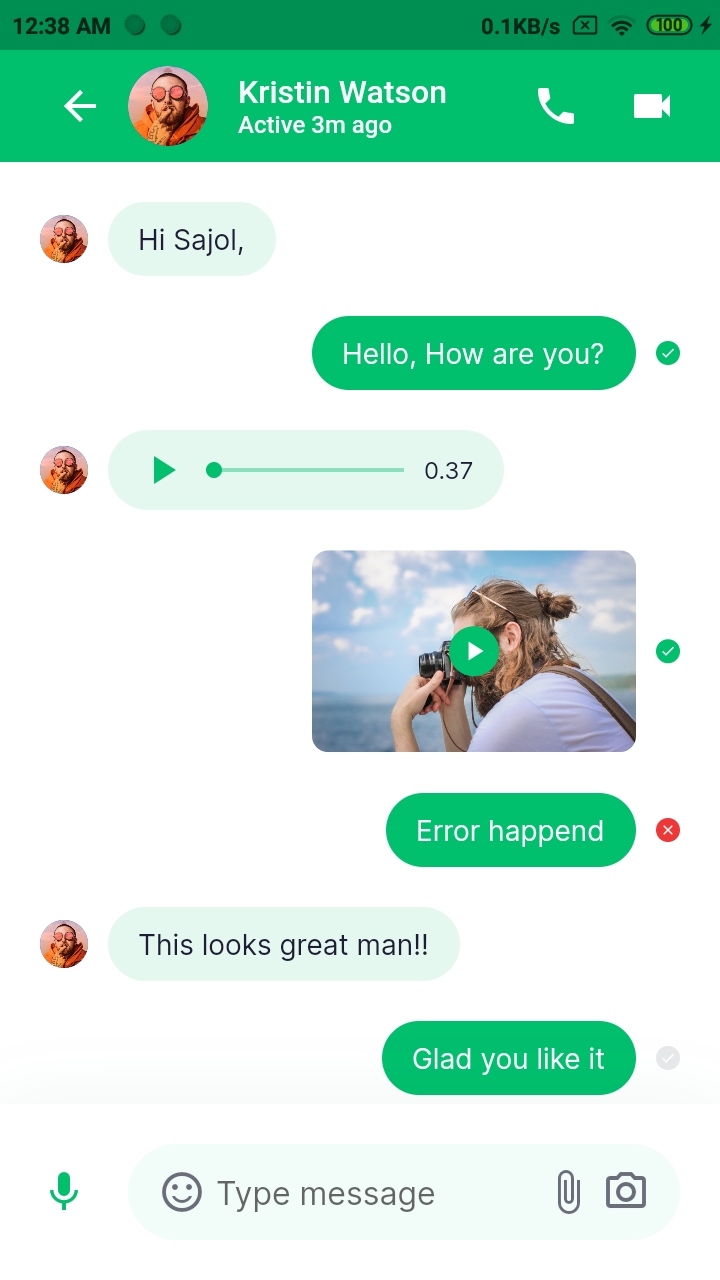 12:38 AM 0.1KB/s 100
Kristin Watson
Active 3m ago
Hi Sajol,
Hello, How are you?
0.37
Error happend
This looks great man!!
Glad you like it
Type message